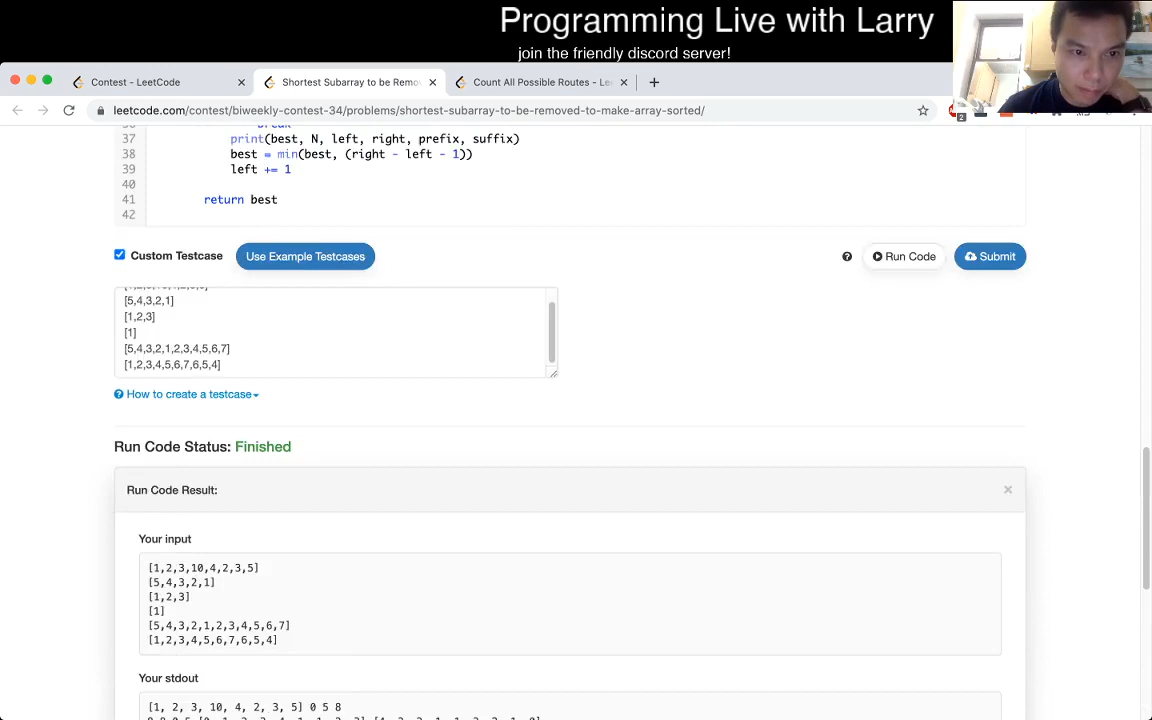 Programming Live with Larry
join the friendly discord server!
Contest - LeetCode
Shortest Subarray to be Remo
Count All Possible Routes - Le
leetcode.com/contest/biweekly-contest-34/problems/shortest-subarray-to-be-removed-to-make-array-sorted/
2
break
37 print(best, N, left, right, prefix, suffix)
38 best = min(best, (right - left - 1))
39 left += 1
40
41 return best
42
Custom Testcase
Use Example Testcases
Run Code
Submit
[5,4,3,2,1]
[1,2,3]
[1]
[5,4,3,2,1,2,3,4,5,6,7]
[1,2,3,4,5,6,7,6,5,4]
How to create a testcase
Run Code Status: Finished
Run Code Result:
Your input
[1,2,3,10,4,2,3,5]
[5,4,3,2,1]
[1,2,3]
[1]
[5,4,3,2,1,2,3,4,5,6,7]
[1,2,3,4,5,6,7,6,5,4]
Your stdout
[1, 2, 3, 10, 4, 2, 3, 5] 0 5 8